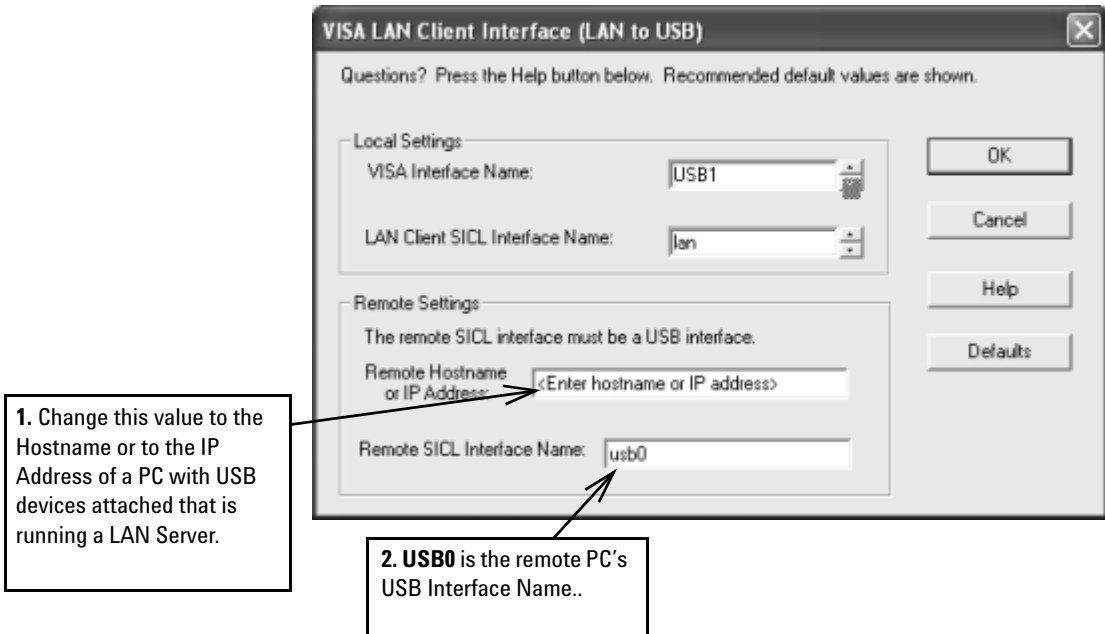 VISA LAN Client Interface (LAN to USB)
Questions? Press the Help button below. Recommended default values are shown.
Local Settings
VISA Interface Name:
USB1
LAN Client SICL Interface Name:
lan
OK
Cancel
Help
Defaults
Remote Settings
The remote SICL interface must be a USB interface.
Remote Hostname
or IP Address:
<Enter hostname or IP address>
Remote SICL Interface Name:
usb0
1. Change this value to the
Hostname or to the IP
Address of a PC with USB
devices attached that is
running a LAN Server.
2. USB0 is the remote PC’s
USB Interface Name..